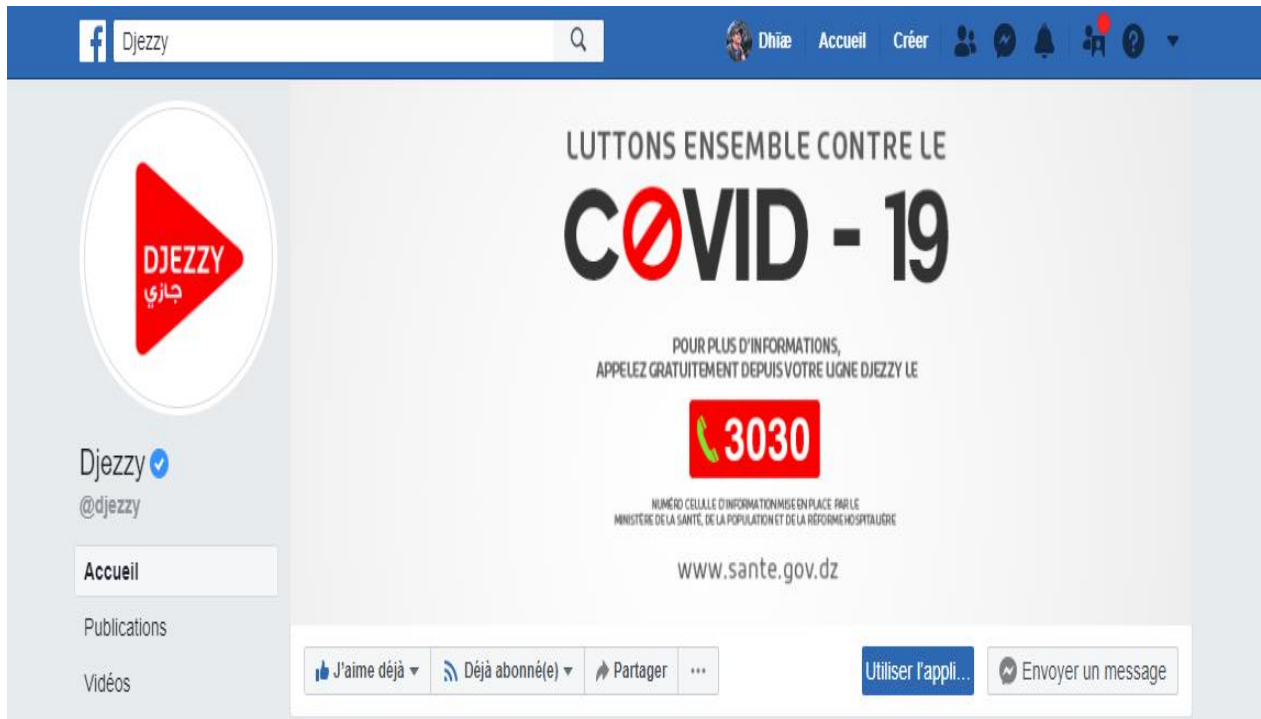 Djezzy
Dhïæ
Accueil
Créer
LUTTONS ENSEMBLE CONTRE LE
COVID - 19
POUR PLUS D'INFORMATIONS,
APPELEZ GRATUITEMENT DEPUIS VOTRE LIGNE DJEZZY LE
3030
NUMÉRO CELLULE D'INFORMATION MISE EN PLACE PAR LE
MINISTÈRE DE LA SANTÉ, DE LA POPULATION ET DE LA RÉFORME HOSPITALIÈRE
www.sante.gov.dz
DJEZZY
جازي
Djezzy
@djezzy
Accueil
Publications
Vidéos
J'aime déjà
Déjà abonné(e)
Partager
Utiliser l'appli...
Envoyer un message